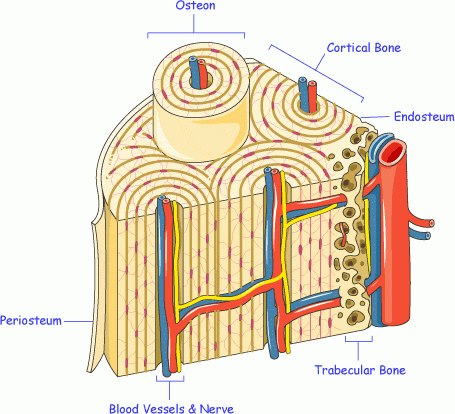 Osteon
Cortical Bone
Endosteum
Periosteum
Trabecular Bone
Blood Vessels & Nerve